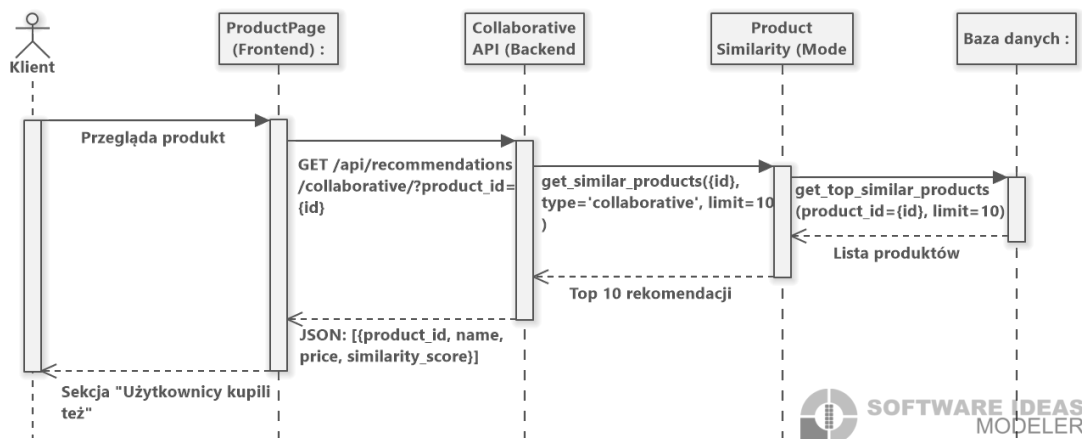 Klient
ProductPage
(Frontend) :
Collaborative
API (Backend
Product
Similarity (Mode
Baza danych :
Przegląda produkt
GET /api/recommendations
/collaborative/?product_id=
{id}
get_similar_products({id},
type='collaborative', limit=10
)
get_top_similar_products
(product_id={id}, limit=10)
Lista produktów
Top 10 rekomendacji
JSON: [{product_id, name,
price, similarity_score}]
Sekcja "Użytkownicy kupili
też"
SOFTWARE IDEAS
MODELER